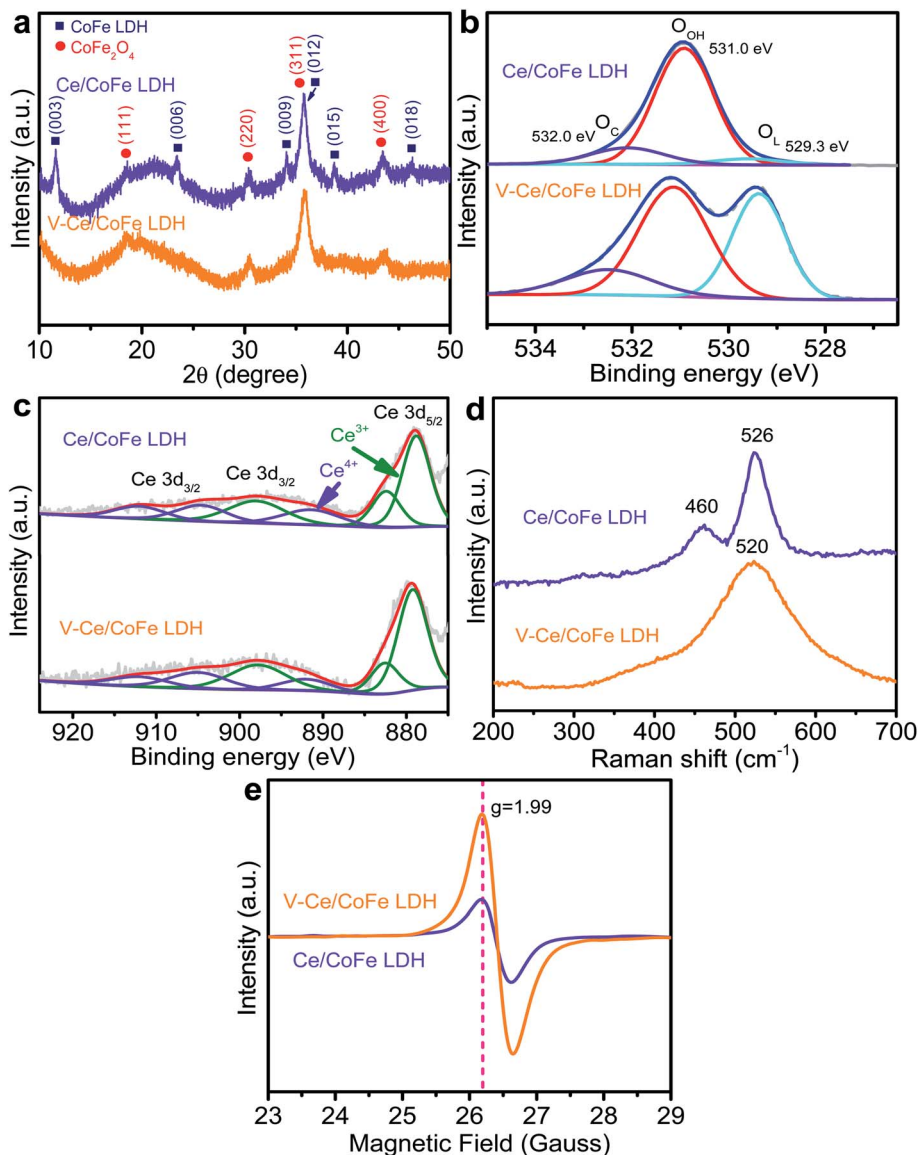 a
CoFe LDH
CoFe2O4
Ce/CoFe LDH
(003)
(111)
(006)
(220)
(009)
(311)
(012)
(015)
(400)
(018)
V-Ce/CoFe LDH
Intensity (a.u.)
10 20 30 40 50
2θ (degree)
b
Ce/CoFe LDH
OOH
531.0 eV
OC
532.0 eV
OL
529.3 eV
V-Ce/CoFe LDH
Intensity (a.u.)
534 532 530 528
Binding energy (eV)
c
Ce/CoFe LDH
Ce 3d5/2
Ce3+
Ce 3d3/2
Ce 3d3/2
Ce4+
V-Ce/CoFe LDH
Intensity (a.u.)
920 910 900 890 880
Binding energy (eV)
d
526
460
Ce/CoFe LDH
520
V-Ce/CoFe LDH
Intensity (a.u.)
200 300 400 500 600 700
Raman shift (cm-1)
e
g=1.99
V-Ce/CoFe LDH
Ce/CoFe LDH
Intensity (a.u.)
23 24 25 26 27 28 29
Magnetic Field (Gauss)